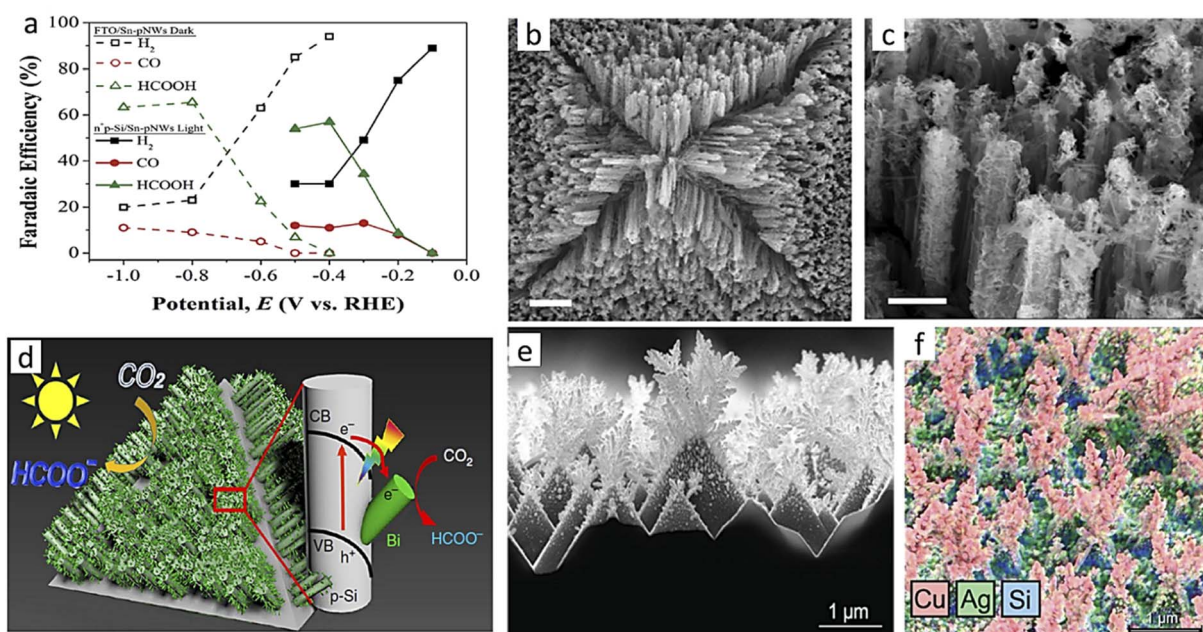 a
FTO/Sn-pNWs Dark
H₂
CO
HCOOH
n⁺p-Si/Sn-pNWs Light
H₂
CO
HCOOH
Faradaic Efficiency (%)
100
80
60
40
20
0
-1.0
-0.8
-0.6
-0.4
-0.2
0.0
Potential, E (V vs. RHE)
b
c
d
CO₂
HCOO⁻
CB
e⁻
e⁻
CO₂
HCOO⁻
Bi
VB
h⁺
p-Si
e
1 μm
f
Cu
Ag
Si
1 μm